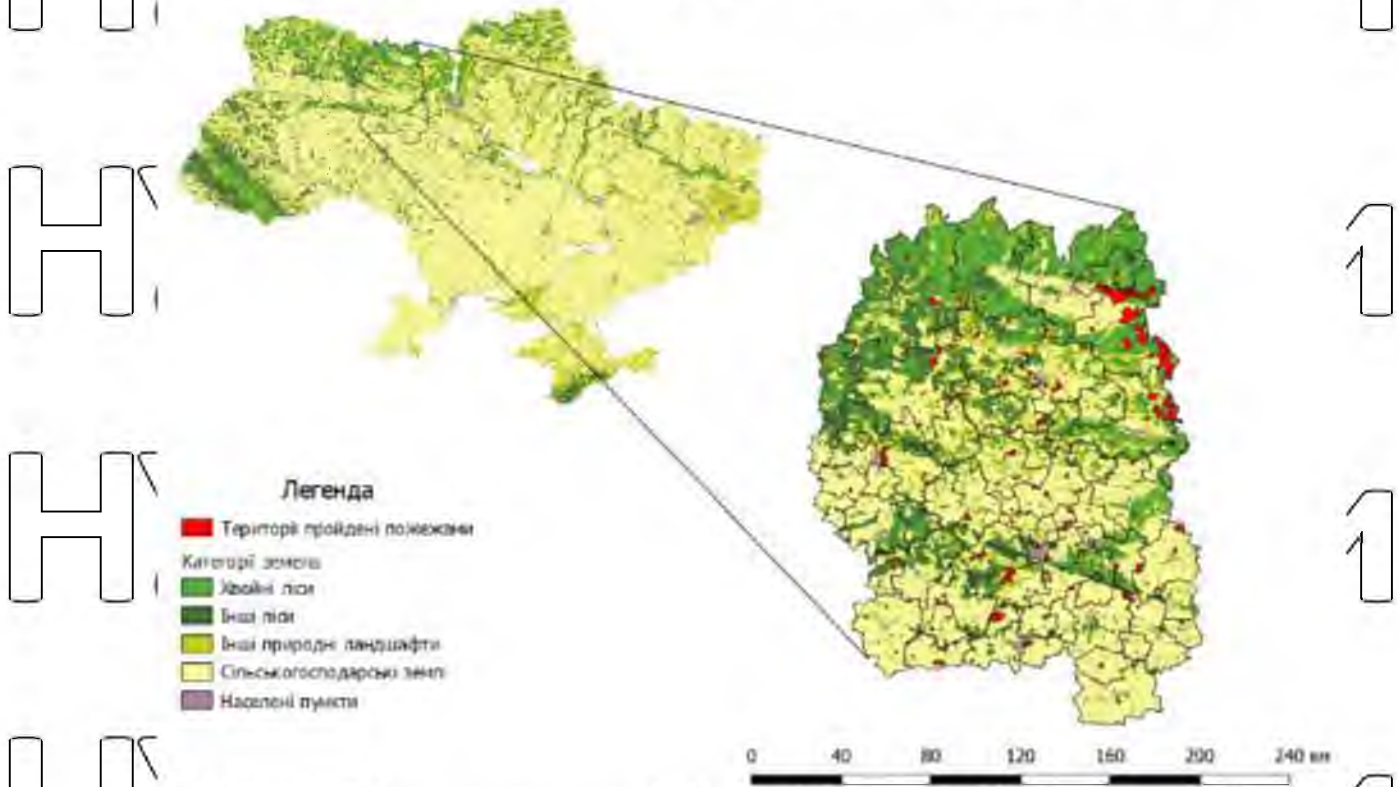 Легенда
Території пройдені пожежами
Категорії земель
Хвойні ліси
Інші ліси
Інші природні ландшафти
Сільськогосподарські землі
Населені пункти
0 40 80 120 160 200 240 км